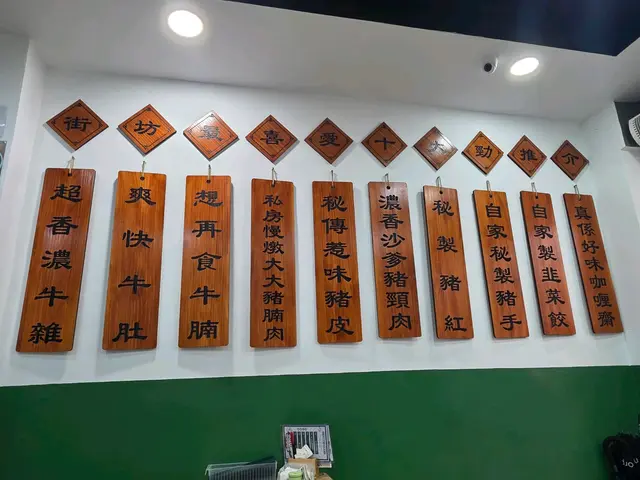 街坊最喜愛十大勁推介
超香濃牛雜
爽快牛肚
想再食牛腩
私房慢燉大大豬腩肉
秘傳惹味豬皮
濃香沙爹豬頸肉
秘製豬紅
自家秘製豬手
自家製韭菜餃
真係好味咖喱齋